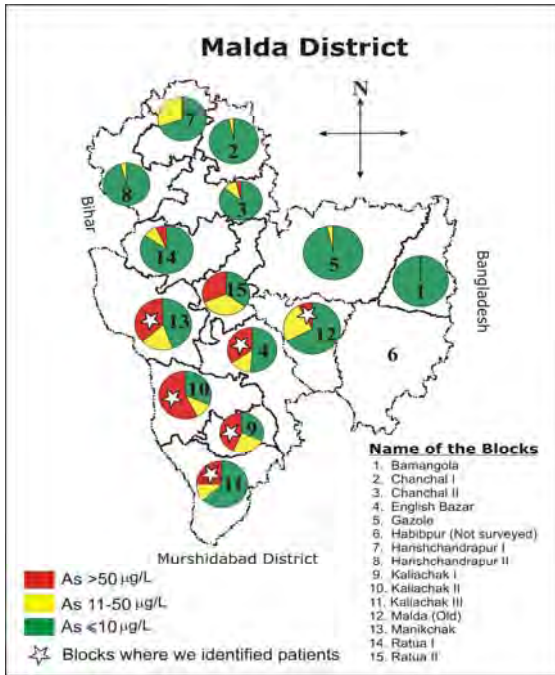 Malda District
N
7
2
8
3
14
5
1
15
13
12
4
6
10
9
11
Bihar
Bangladesh
Murshidabad District
As >50 µg/L
As 11-50 µg/L
As ⩽10 µg/L
Blocks where we identified patients
Name of the Blocks
1. Bamangola
2. Chanchal I
3. Chanchal II
4. English Bazar
5. Gazole
6. Habibpur (Not surveyed)
7. Harishchandrapur I
8. Harishchandrapur II
9. Kaliachak I
10. Kaliachak II
11. Kaliachak III
12. Malda (Old)
13. Manikchak
14. Ratua I
15. Ratua II